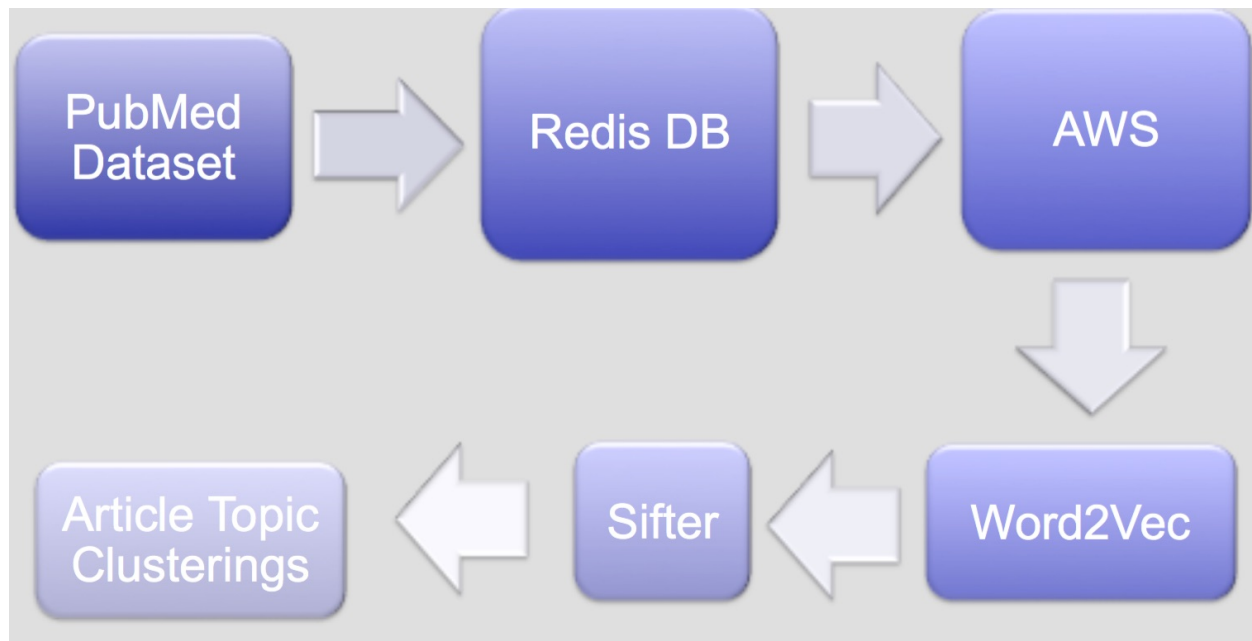 PubMed
Dataset
Redis DB
AWS
Word2Vec
Sifter
Article Topic
Clusterings